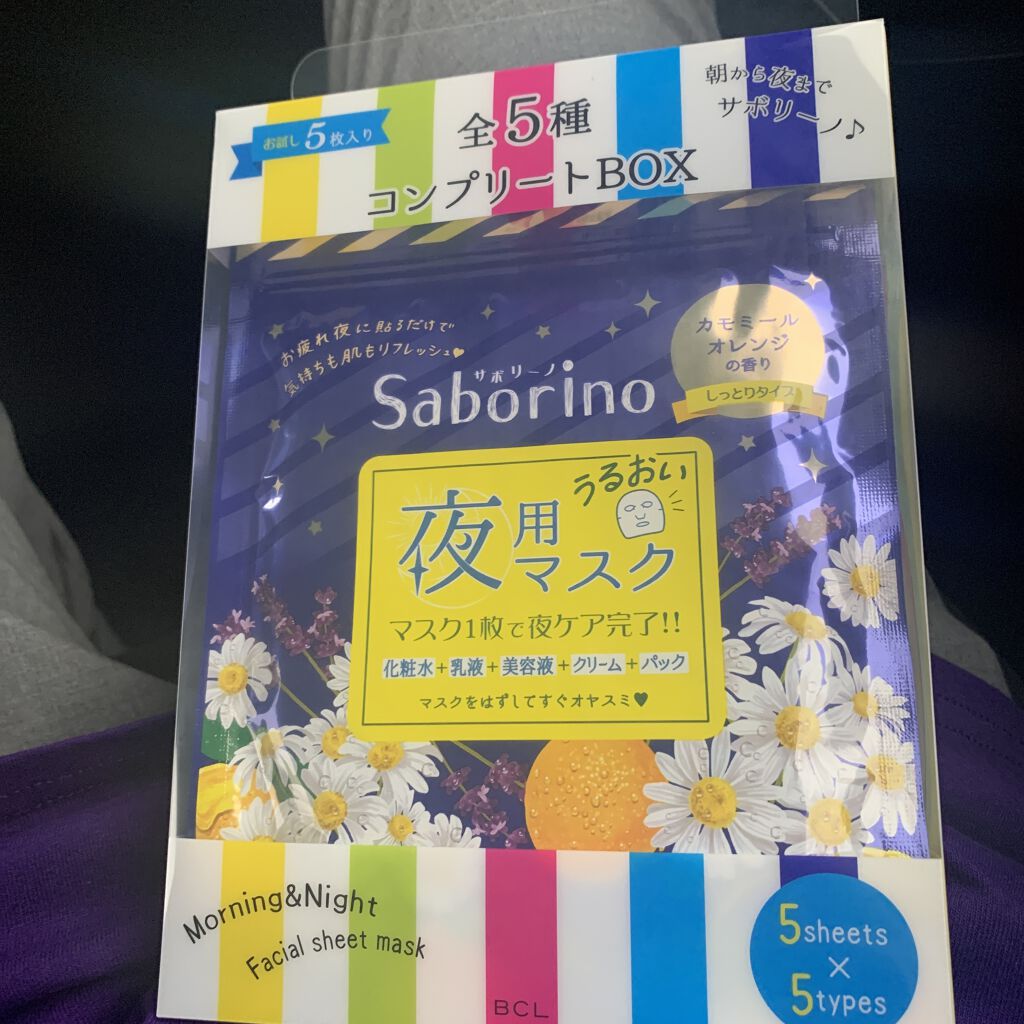 お試し5枚入り
全5種
コンプリートBOX
朝から夜まで
サボリーノ♪
お疲れ夜に貼るだけで
気持ちも肌もリフレッシュ♥
サボリーノ
Saborino
カモミール
オレンジ
の香り
しっとりタイプ
うるおい
夜用
マスク
マスク1枚で夜ケア完了!!
化粧水+乳液+美容液+クリーム+パック
マスクをはずしてすぐオヤスミ♥
Morning&Night
Facial sheet mask
5sheets
×
5types
BCL